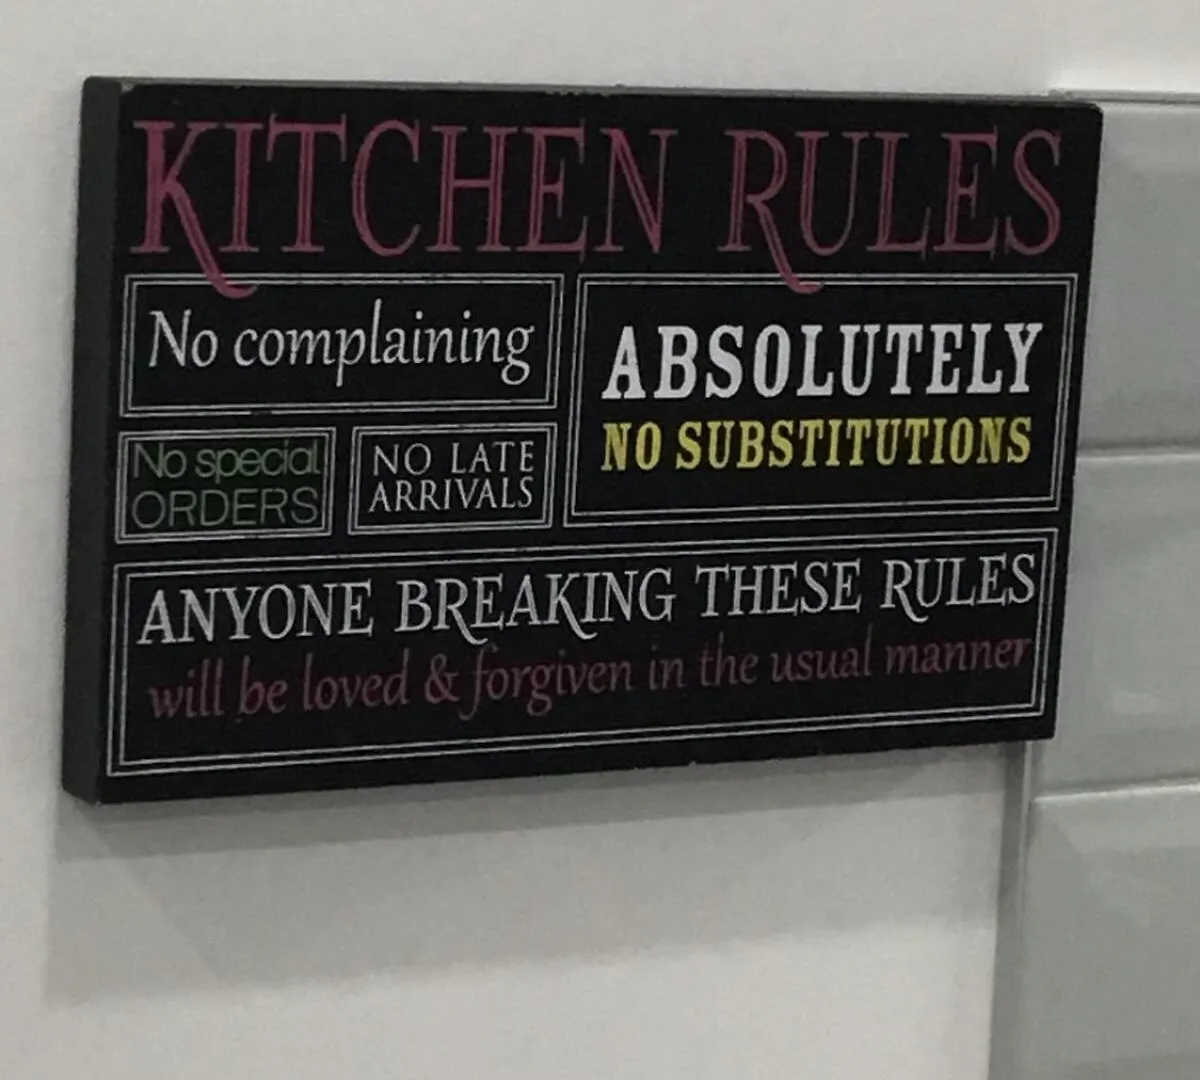 KITCHEN RULES
No complaining
ABSOLUTELY
NO SUBSTITUTIONS
No special
ORDERS
NO LATE
ARRIVALS
ANYONE BREAKING THESE RULES
will be loved & forgiven in the usual manner